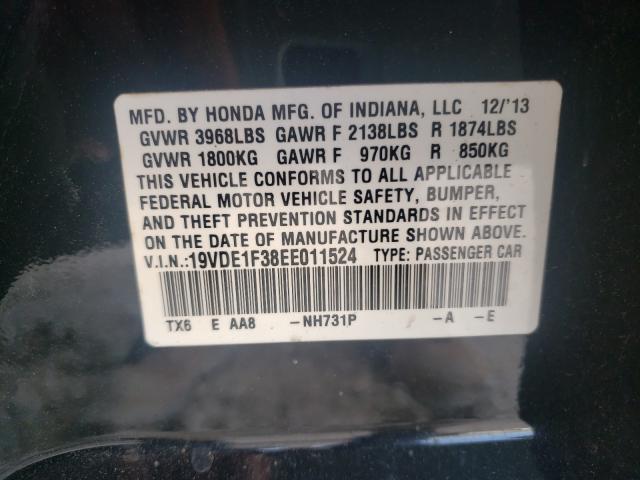 MFD. BY HONDA MFG. OF INDIANA, LLC 12/'13
GVWR 3968LBS GAWR F 2138LBS R 1874LBS
GVWR 1800KG GAWR F 970KG R 850KG
THIS VEHICLE CONFORMS TO ALL APPLICABLE
FEDERAL MOTOR VEHICLE SAFETY, BUMPER,
AND THEFT PREVENTION STANDARDS IN EFFECT
ON THE DATE OF MANUFACTURE SHOWN ABOVE.
V.I.N.:19VDE1F38EE011524 TYPE: PASSENGER CAR
TX6 E AA8 -NH731P -A -E